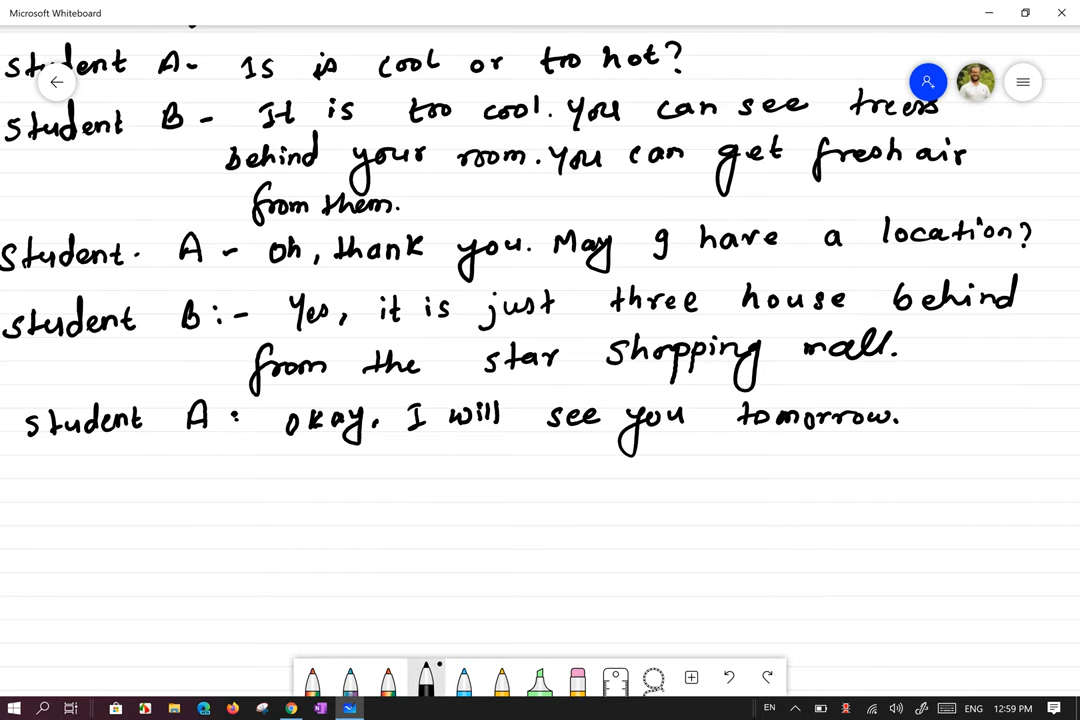 Microsoft Whiteboard
Student A- Is is cool or too hot?
Student B - It is too cool. You can see trees
behind your room. You can get fresh air
from them.
Student. A - Oh, thank you. May I have a location?
Student B:- Yes, it is just three house behind
from the star shopping mall.
Student A: Okay. I will see you tomorrow.
EN ENG 12:59 PM